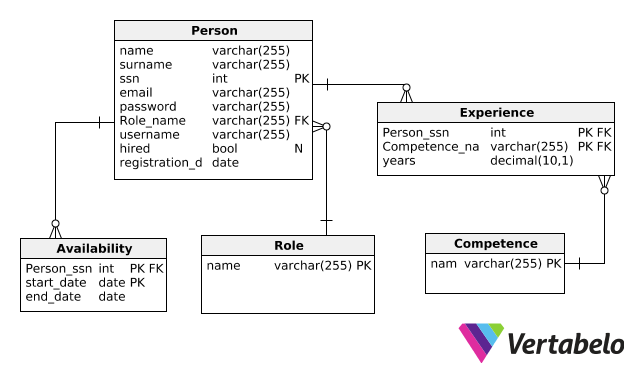 Person
name varchar(255)
surname varchar(255)
ssn int PK
email varchar(255)
password varchar(255)
Role_name varchar(255) FK
username varchar(255)
hired bool N
registration_d date
Experience
Person_ssn int PK FK
Competence_na varchar(255) PK FK
years decimal(10,1)
Availability
Person_ssn int PK FK
start_date date PK
end_date date
Role
name varchar(255) PK
Competence
nam varchar(255) PK
Vertabelo